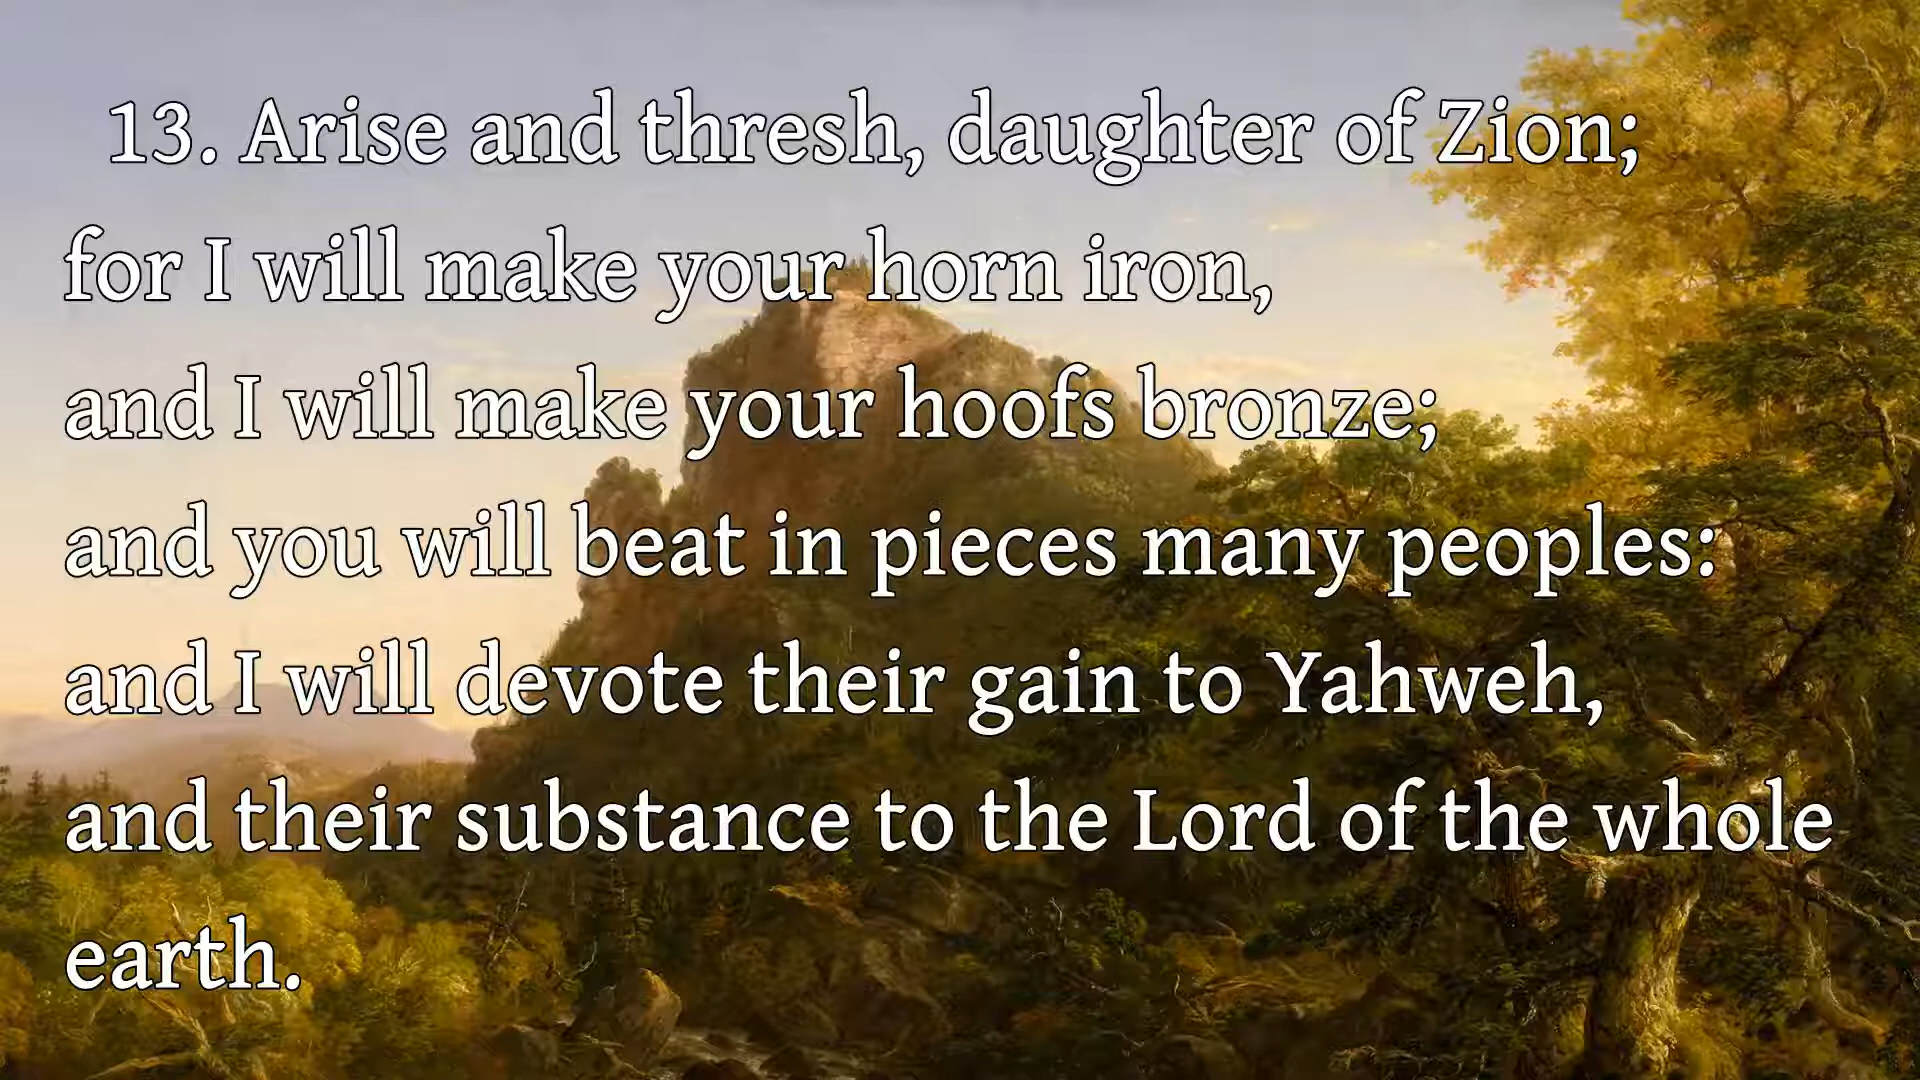 13. Arise and thresh, daughter of Zion;
for I will make your horn iron,
and I will make your hoofs bronze;
and you will beat in pieces many peoples:
and I will devote their gain to Yahweh,
and their substance to the Lord of the whole
earth.